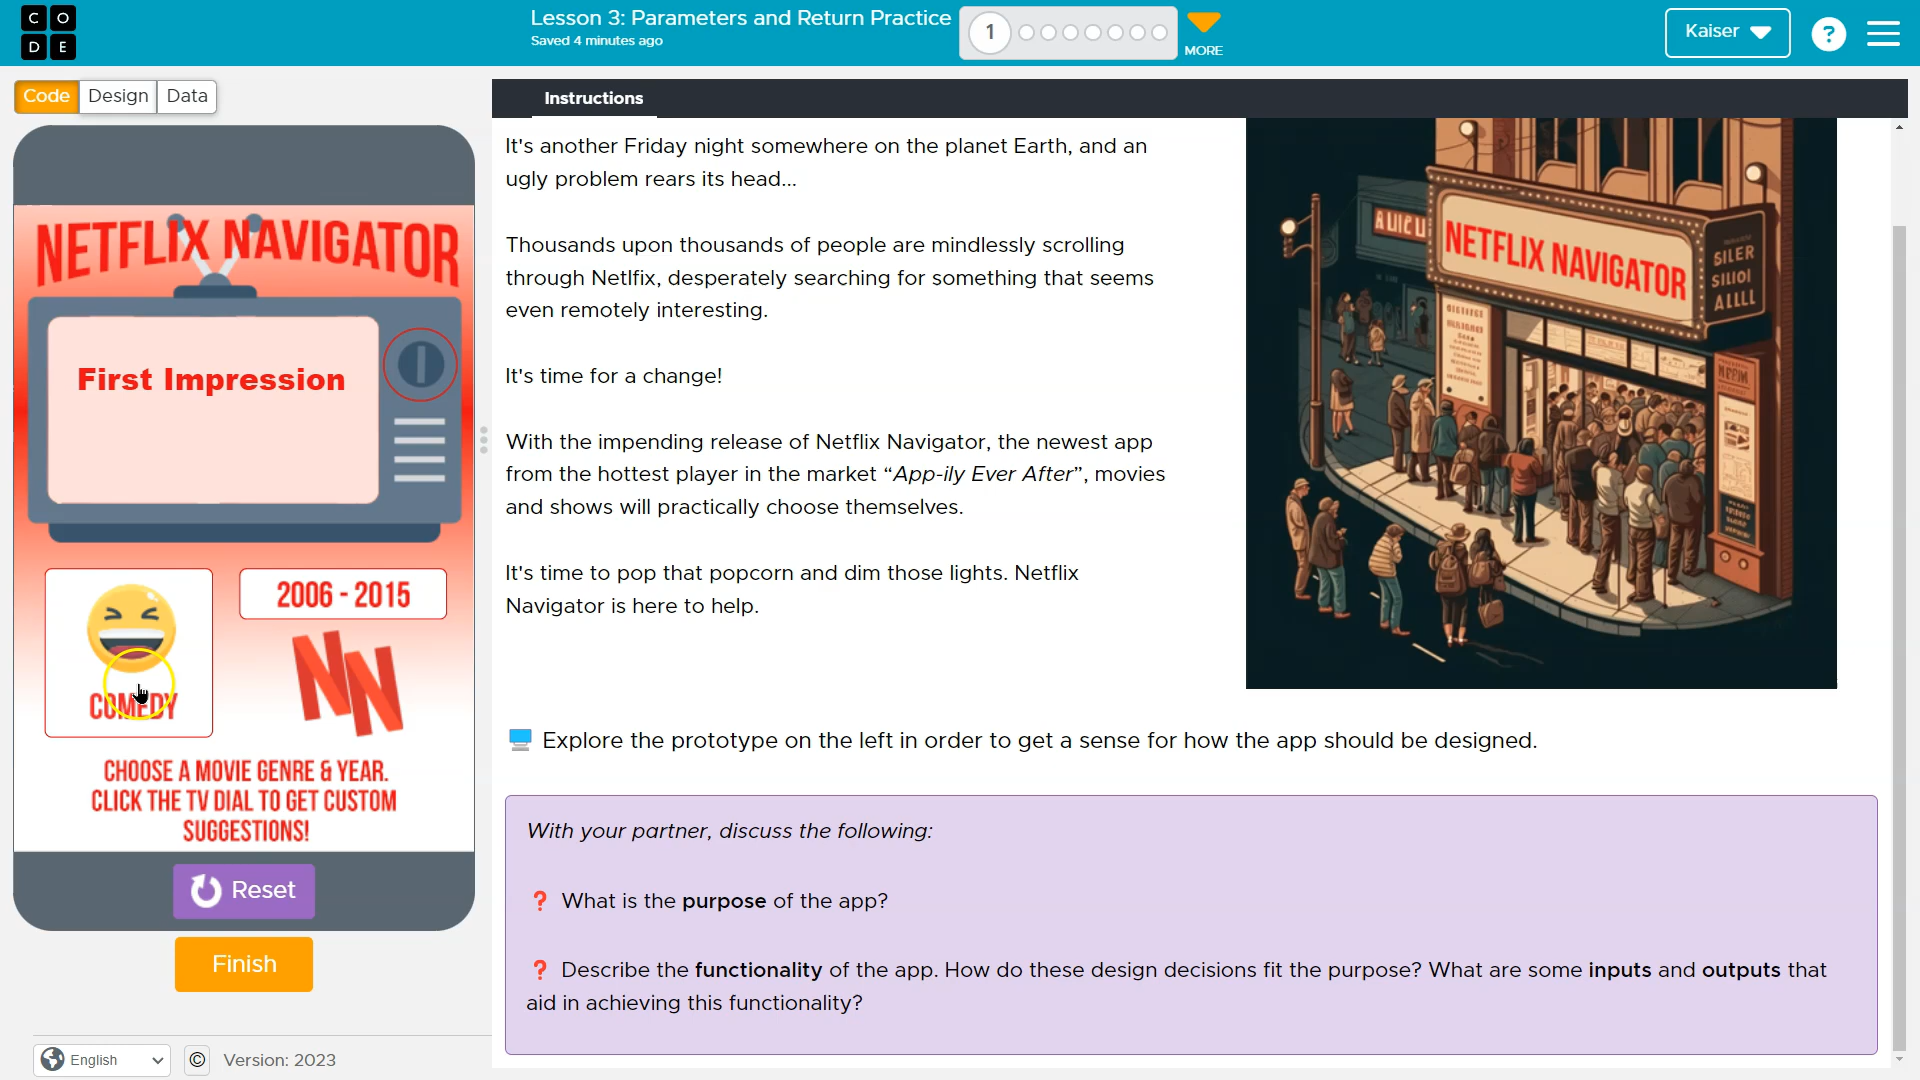 CODE
Lesson 3: Parameters and Return Practice
Saved 4 minutes ago
1
MORE
Kaiser
?
Code
Design
Data
Instructions
NETFLIX NAVIGATOR
First Impression
COMEDY
2006 - 2015
NN
CHOOSE A MOVIE GENRE & YEAR.
CLICK THE TV DIAL TO GET CUSTOM
SUGGESTIONS!
Reset
Finish
English
©
Version: 2023
It's another Friday night somewhere on the planet Earth, and an
ugly problem rears its head...
Thousands upon thousands of people are mindlessly scrolling
through Netlfix, desperately searching for something that seems
even remotely interesting.
It's time for a change!
With the impending release of Netflix Navigator, the newest app
from the hottest player in the market “App-ily Ever After”, movies
and shows will practically choose themselves.
It's time to pop that popcorn and dim those lights. Netflix
Navigator is here to help.
NETFLIX NAVIGATOR
SILER
SILIOI
ALLLL
Explore the prototype on the left in order to get a sense for how the app should be designed.
With your partner, discuss the following:
❓ What is the purpose of the app?
❓ Describe the functionality of the app. How do these design decisions fit the purpose? What are some inputs and outputs that
aid in achieving this functionality?